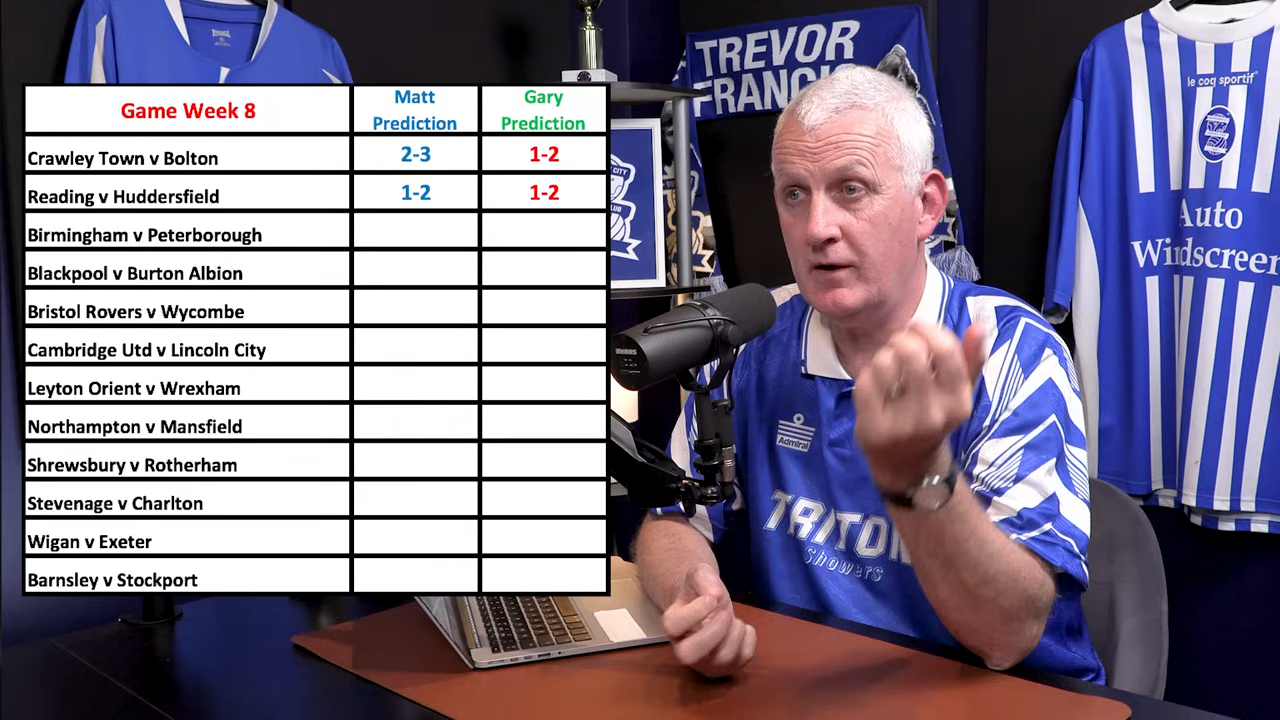 Game Week 8
Matt Prediction
Gary Prediction
Crawley Town v Bolton 2-3 1-2
Reading v Huddersfield 1-2 1-2
Birmingham v Peterborough
Blackpool v Burton Albion
Bristol Rovers v Wycombe
Cambridge Utd v Lincoln City
Leyton Orient v Wrexham
Northampton v Mansfield
Shrewsbury v Rotherham
Stevenage v Charlton
Wigan v Exeter
Barnsley v Stockport
TREVOR
FRANCIS
le coq sportif
Auto
Windscreen
Admiral
TRITON
Showers